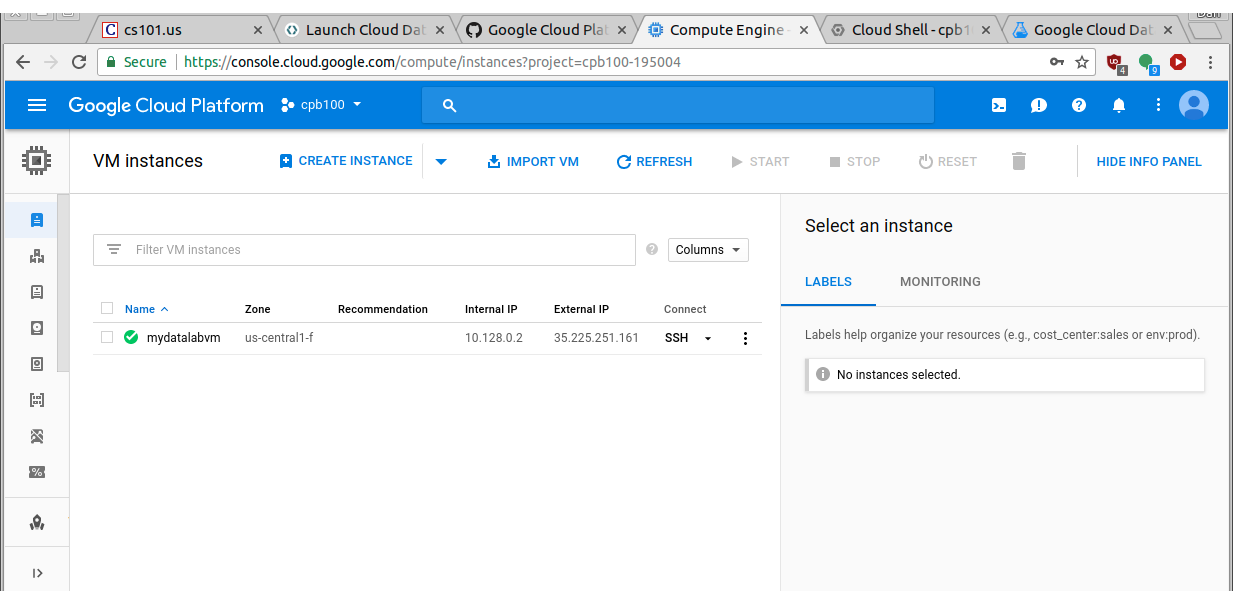 cs101.us
Launch Cloud Dat
Google Cloud Plat
Compute Engine -
Cloud Shell - cpb1
Google Cloud Dat
Secure https://console.cloud.google.com/compute/instances?project=cpb100-195004
4
9
Google Cloud Platform cpb100
VM instances CREATE INSTANCE IMPORT VM REFRESH START STOP RESET HIDE INFO PANEL
Select an instance
Filter VM instances Columns
LABELS MONITORING
Name Zone Recommendation Internal IP External IP Connect
mydatalabvm us-central1-f 10.128.0.2 35.225.251.161 SSH
Labels help organize your resources (e.g., cost_center:sales or env:prod).
No instances selected.